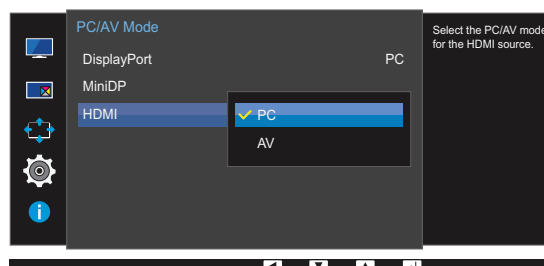 PC/AV Mode
DisplayPort PC
MiniDP
HDMI
PC
AV
Select the PC/AV mode
for the HDMI source.